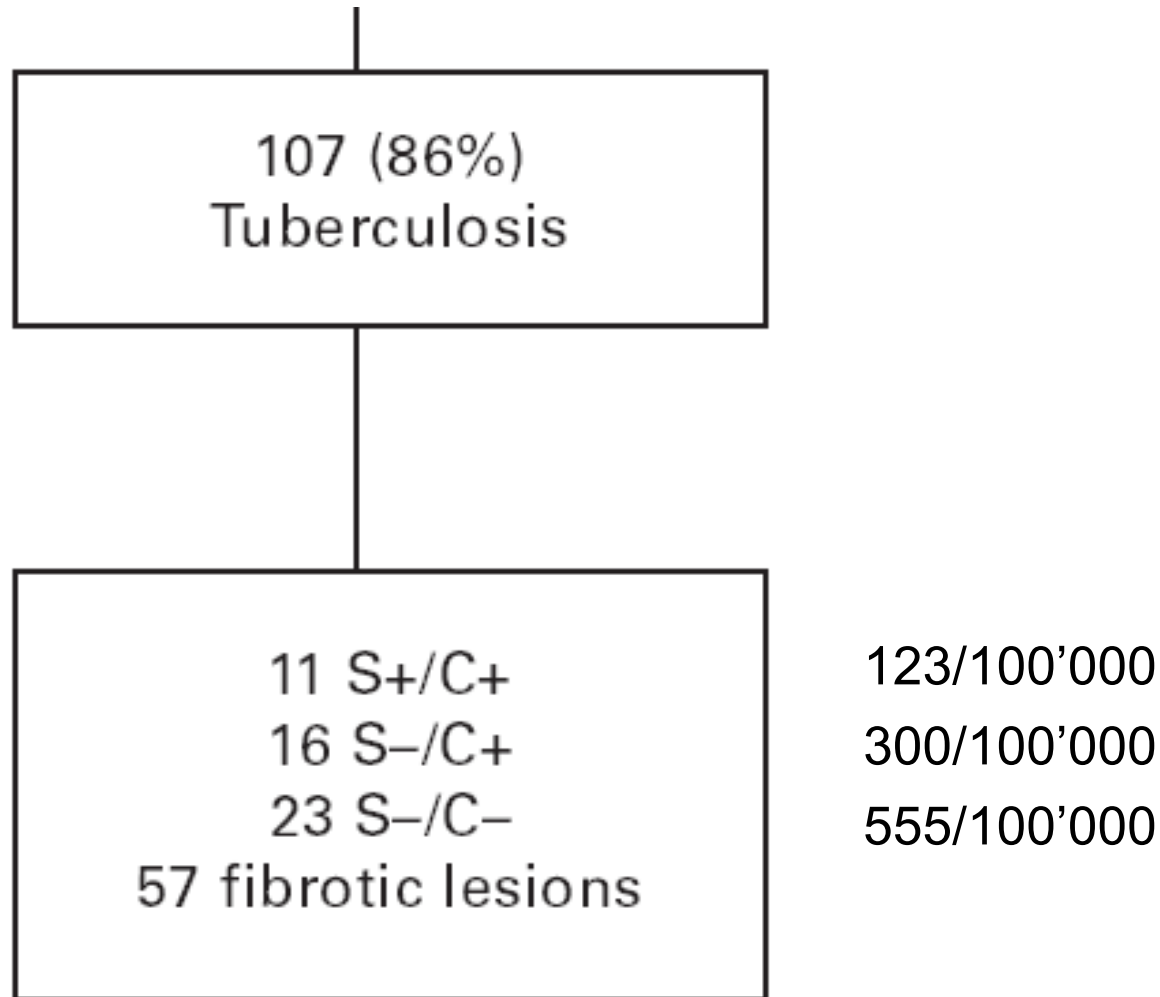 107 (86%)
Tuberculosis
11 S+/C+
123/100’000
16 S–/C+
300/100’000
23 S–/C–
555/100’000
57 fibrotic lesions